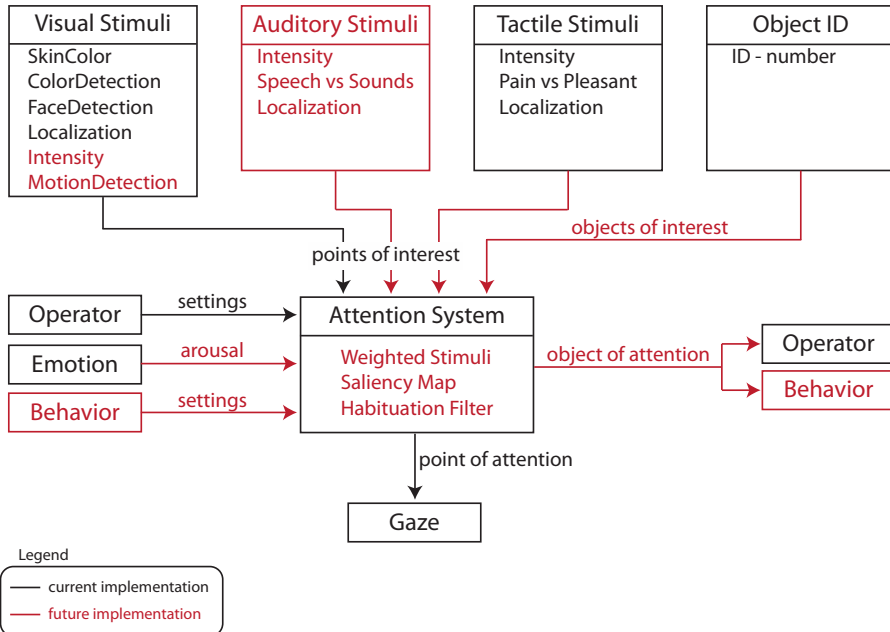 Visual Stimuli
SkinColor
ColorDetection
FaceDetection
Localization
Intensity
MotionDetection
Auditory Stimuli
Intensity
Speech vs Sounds
Localization
Tactile Stimuli
Intensity
Pain vs Pleasant
Localization
Object ID
ID - number
points of interest
objects of interest
Operator
settings
Emotion
arousal
Behavior
settings
Attention System
Weighted Stimuli
Saliency Map
Habituation Filter
object of attention
Operator
Behavior
point of attention
Gaze
Legend
current implementation
future implementation